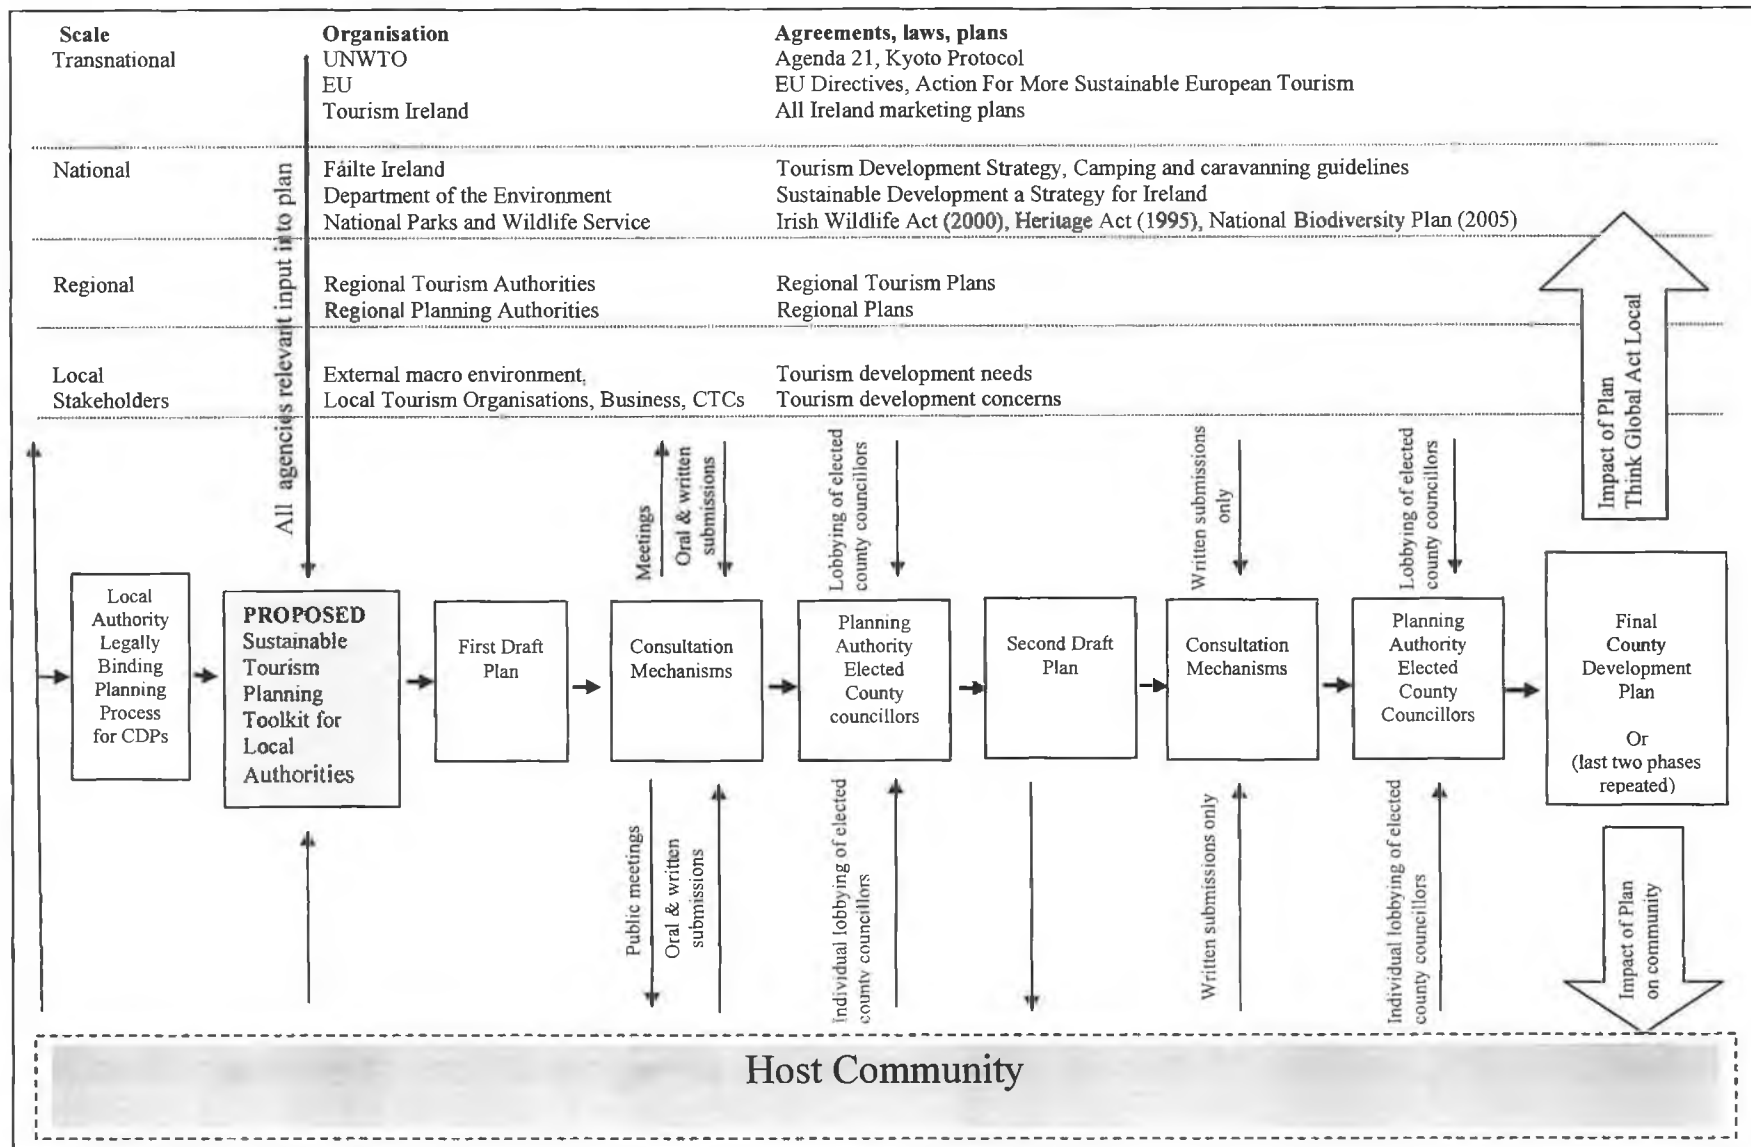 Scale Organisation Agreements, laws, plans
Transnational UNWTO Agenda 21, Kyoto Protocol
EU EU Directives, Action For More Sustainable European Tourism
Tourism Ireland All Ireland marketing plans
National Fáilte Ireland Tourism Development Strategy, Camping and caravanning guidelines
Department of the Environment Sustainable Development a Strategy for Ireland
National Parks and Wildlife Service Irish Wildlife Act (2000), Heritage Act (1995), National Biodiversity Plan (2005)
Regional Regional Tourism Authorities Regional Tourism Plans
Regional Planning Authorities Regional Plans
Local External macro environment, Tourism development needs
Stakeholders Local Tourism Organisations, Business, CTCs Tourism development concerns
All agencies relevant input into plan
Meetings
Oral & written
submissions
Lobbying of elected
county councillors
Written submissions
only
Lobbying of elected
county councillors
Impact of Plan
Think Global Act Local
Local
Authority
Legally
Binding
Planning
Process
for CDPs
PROPOSED
Sustainable
Tourism
Planning
Toolkit for
Local
Authorities
First Draft
Plan
Consultation
Mechanisms
Planning
Authority
Elected
County
councillors
Second Draft
Plan
Consultation
Mechanisms
Planning
Authority
Elected
County
Councillors
Final
County
Development
Plan
Or
(last two phases
repeated)
Public meetings
Oral & written
submissions
Individual lobbying of elected
county councillors
Written submissions only
Individual lobbying of elected
county councillors
Impact of Plan
on community
Host Community